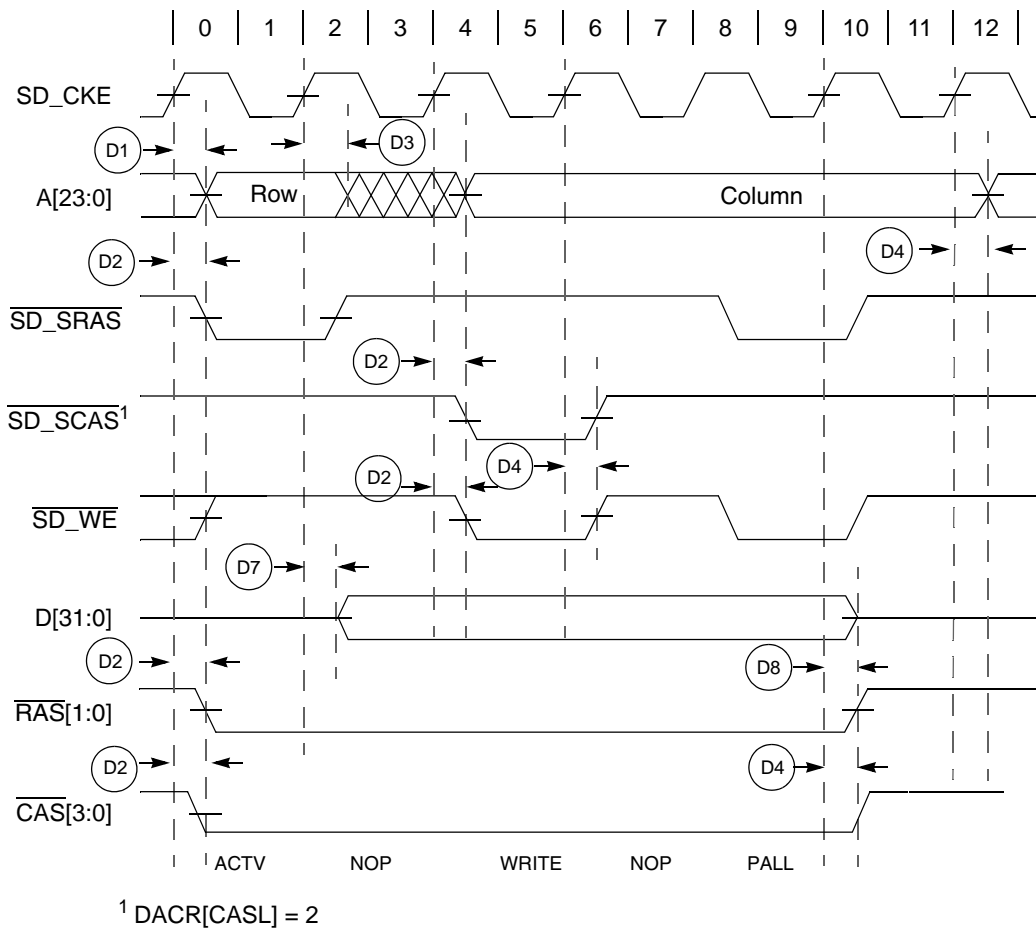 0 1 2 3 4 5 6 7 8 9 10 11 12
SD_CKE
D1
D3
A[23:0]
Row
Column
D2
D4
SD_SRAS
D2
SD_SCAS1
D2
D4
SD_WE
D7
D[31:0]
D2
D8
RAS[1:0]
D2
D4
CAS[3:0]
ACTV NOP WRITE NOP PALL
1 DACR[CASL] = 2